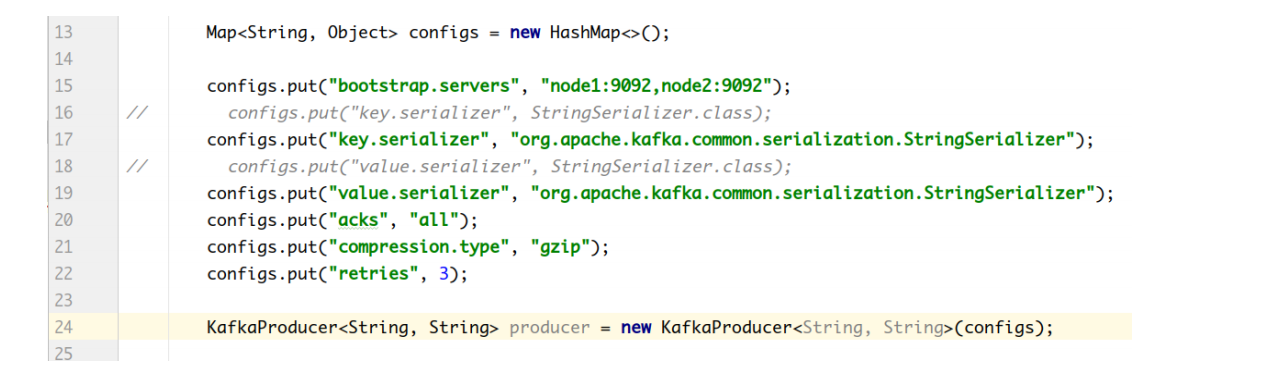 13 Map<String, Object> configs = new HashMap<>();
14
15 configs.put("bootstrap.servers", "node1:9092,node2:9092");
16 // configs.put("key.serializer", StringSerializer.class);
17 configs.put("key.serializer", "org.apache.kafka.common.serialization.StringSerializer");
18 // configs.put("value.serializer", StringSerializer.class);
19 configs.put("value.serializer", "org.apache.kafka.common.serialization.StringSerializer");
20 configs.put("acks", "all");
21 configs.put("compression.type", "gzip");
22 configs.put("retries", 3);
23
24 KafkaProducer<String, String> producer = new KafkaProducer<String, String>(configs);
25